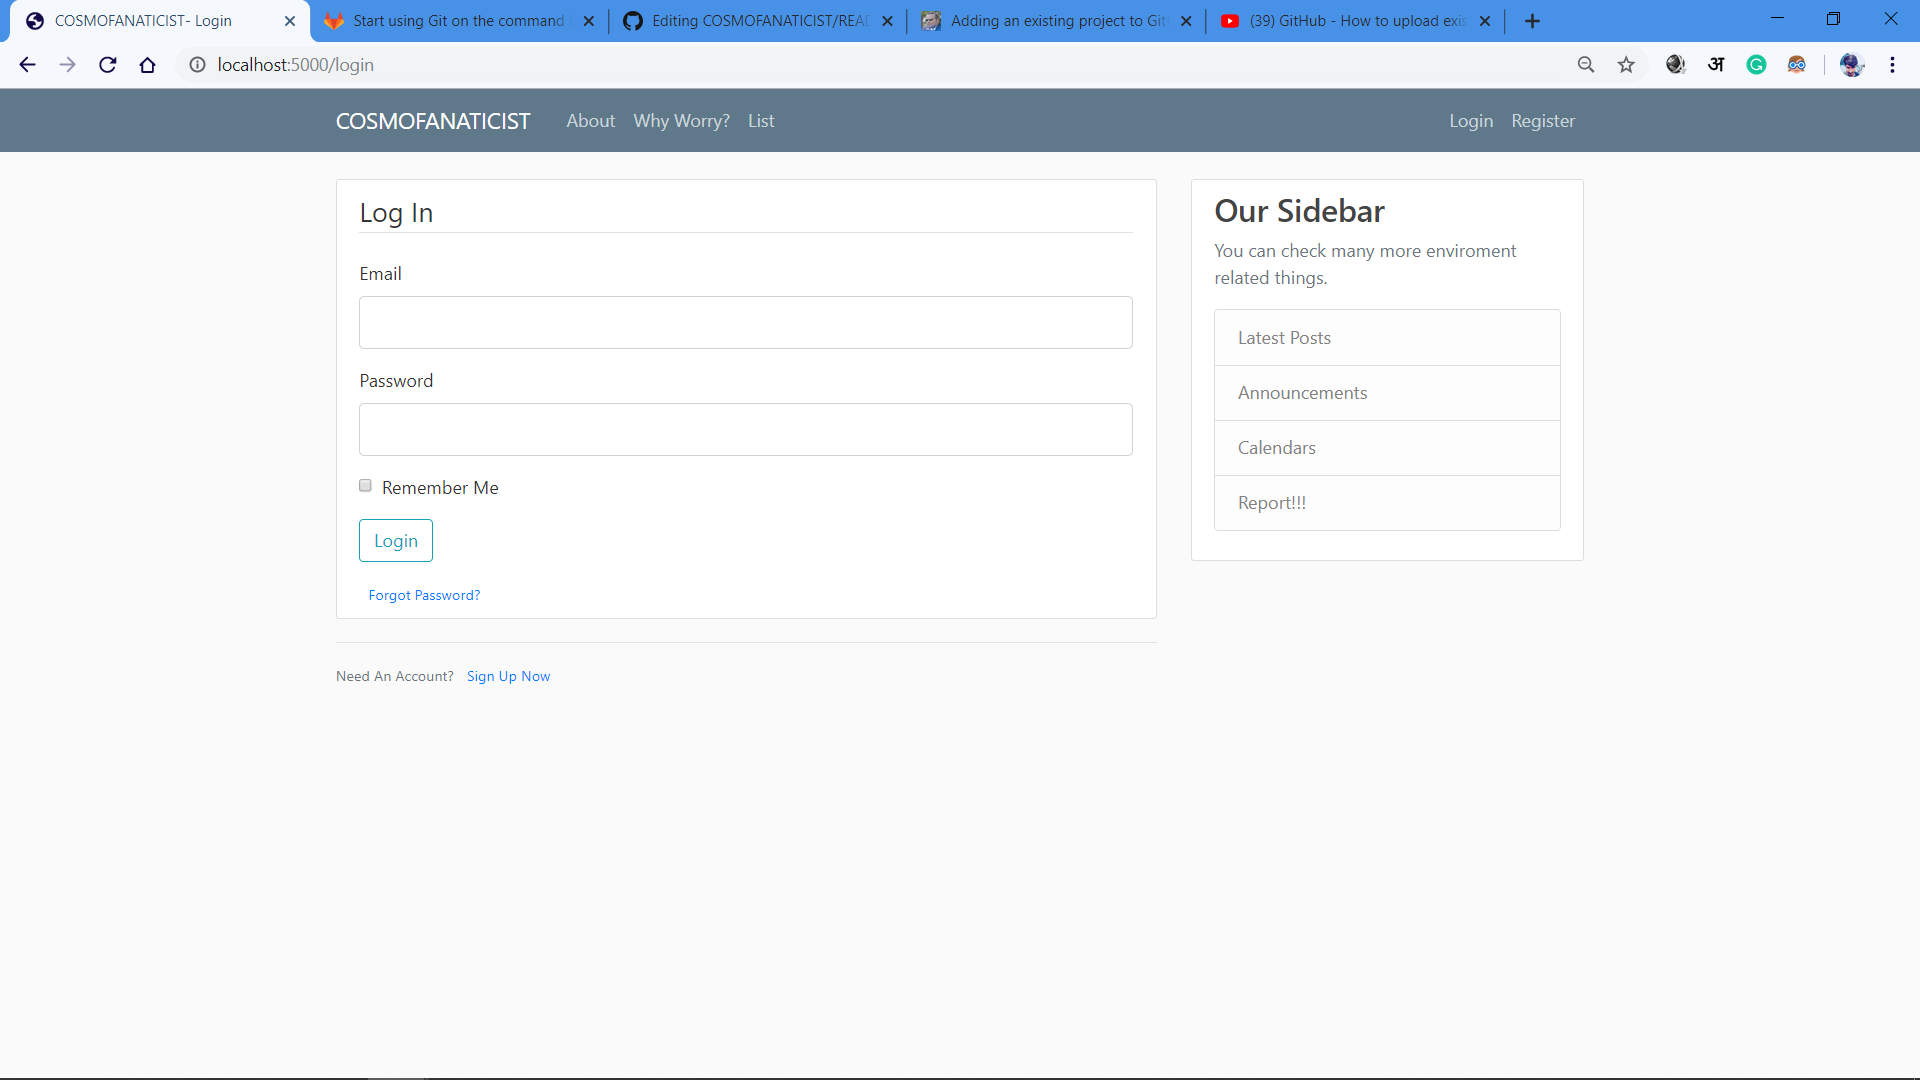 COSMOFANATICIST- Login
Start using Git on the command
Editing COSMOFANATICIST/READ
Adding an existing project to Git
(39) GitHub - How to upload exis
localhost:5000/login
अ
COSMOFANATICIST About Why Worry? List Login Register
Log In
Email
Password
Remember Me
Login
Forgot Password?
Need An Account? Sign Up Now
Our Sidebar
You can check many more enviroment
related things.
Latest Posts
Announcements
Calendars
Report!!!